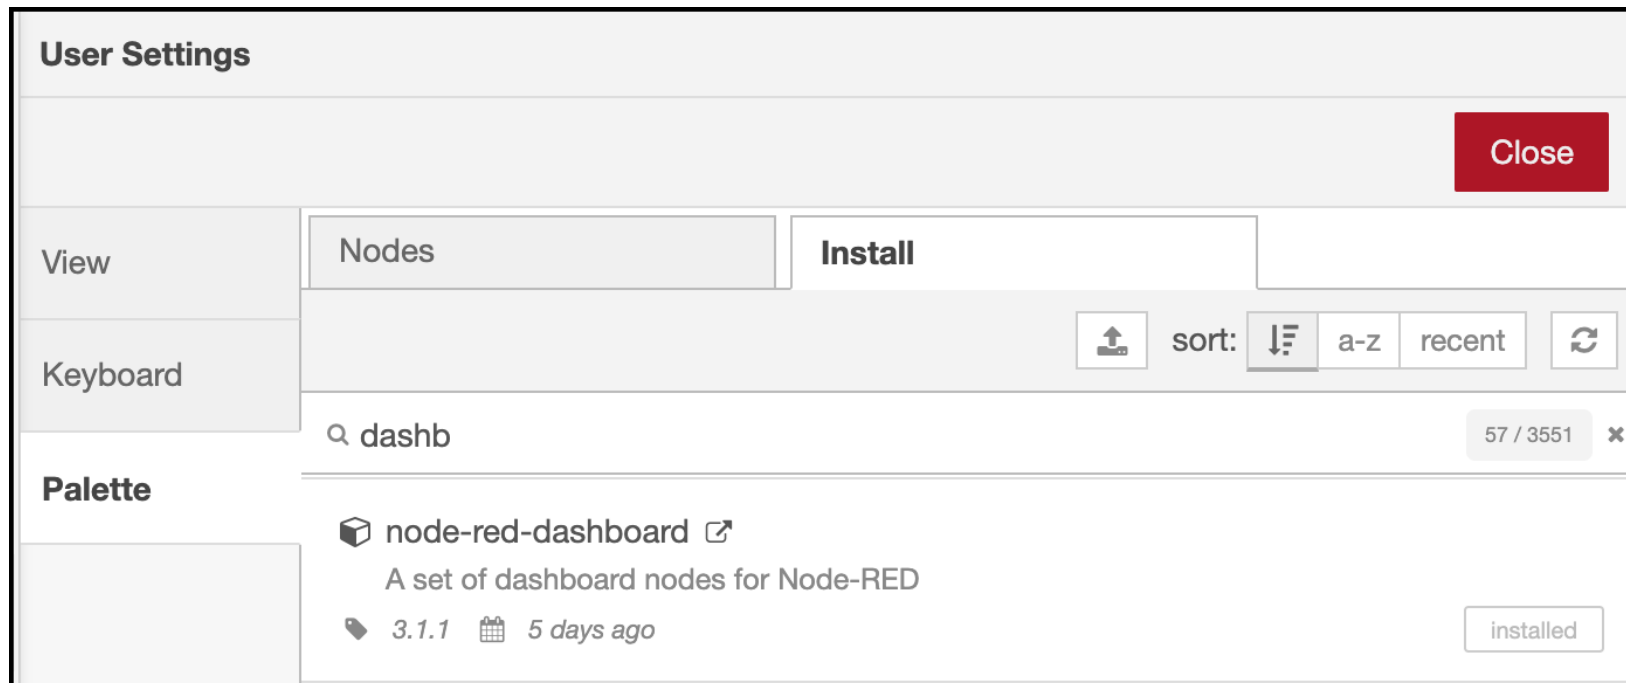 User Settings
Close
View
Nodes
Install
sort:
a-z
recent
Keyboard
dashb
57 / 3551
Palette
node-red-dashboard
A set of dashboard nodes for Node-RED
3.1.1
5 days ago
installed